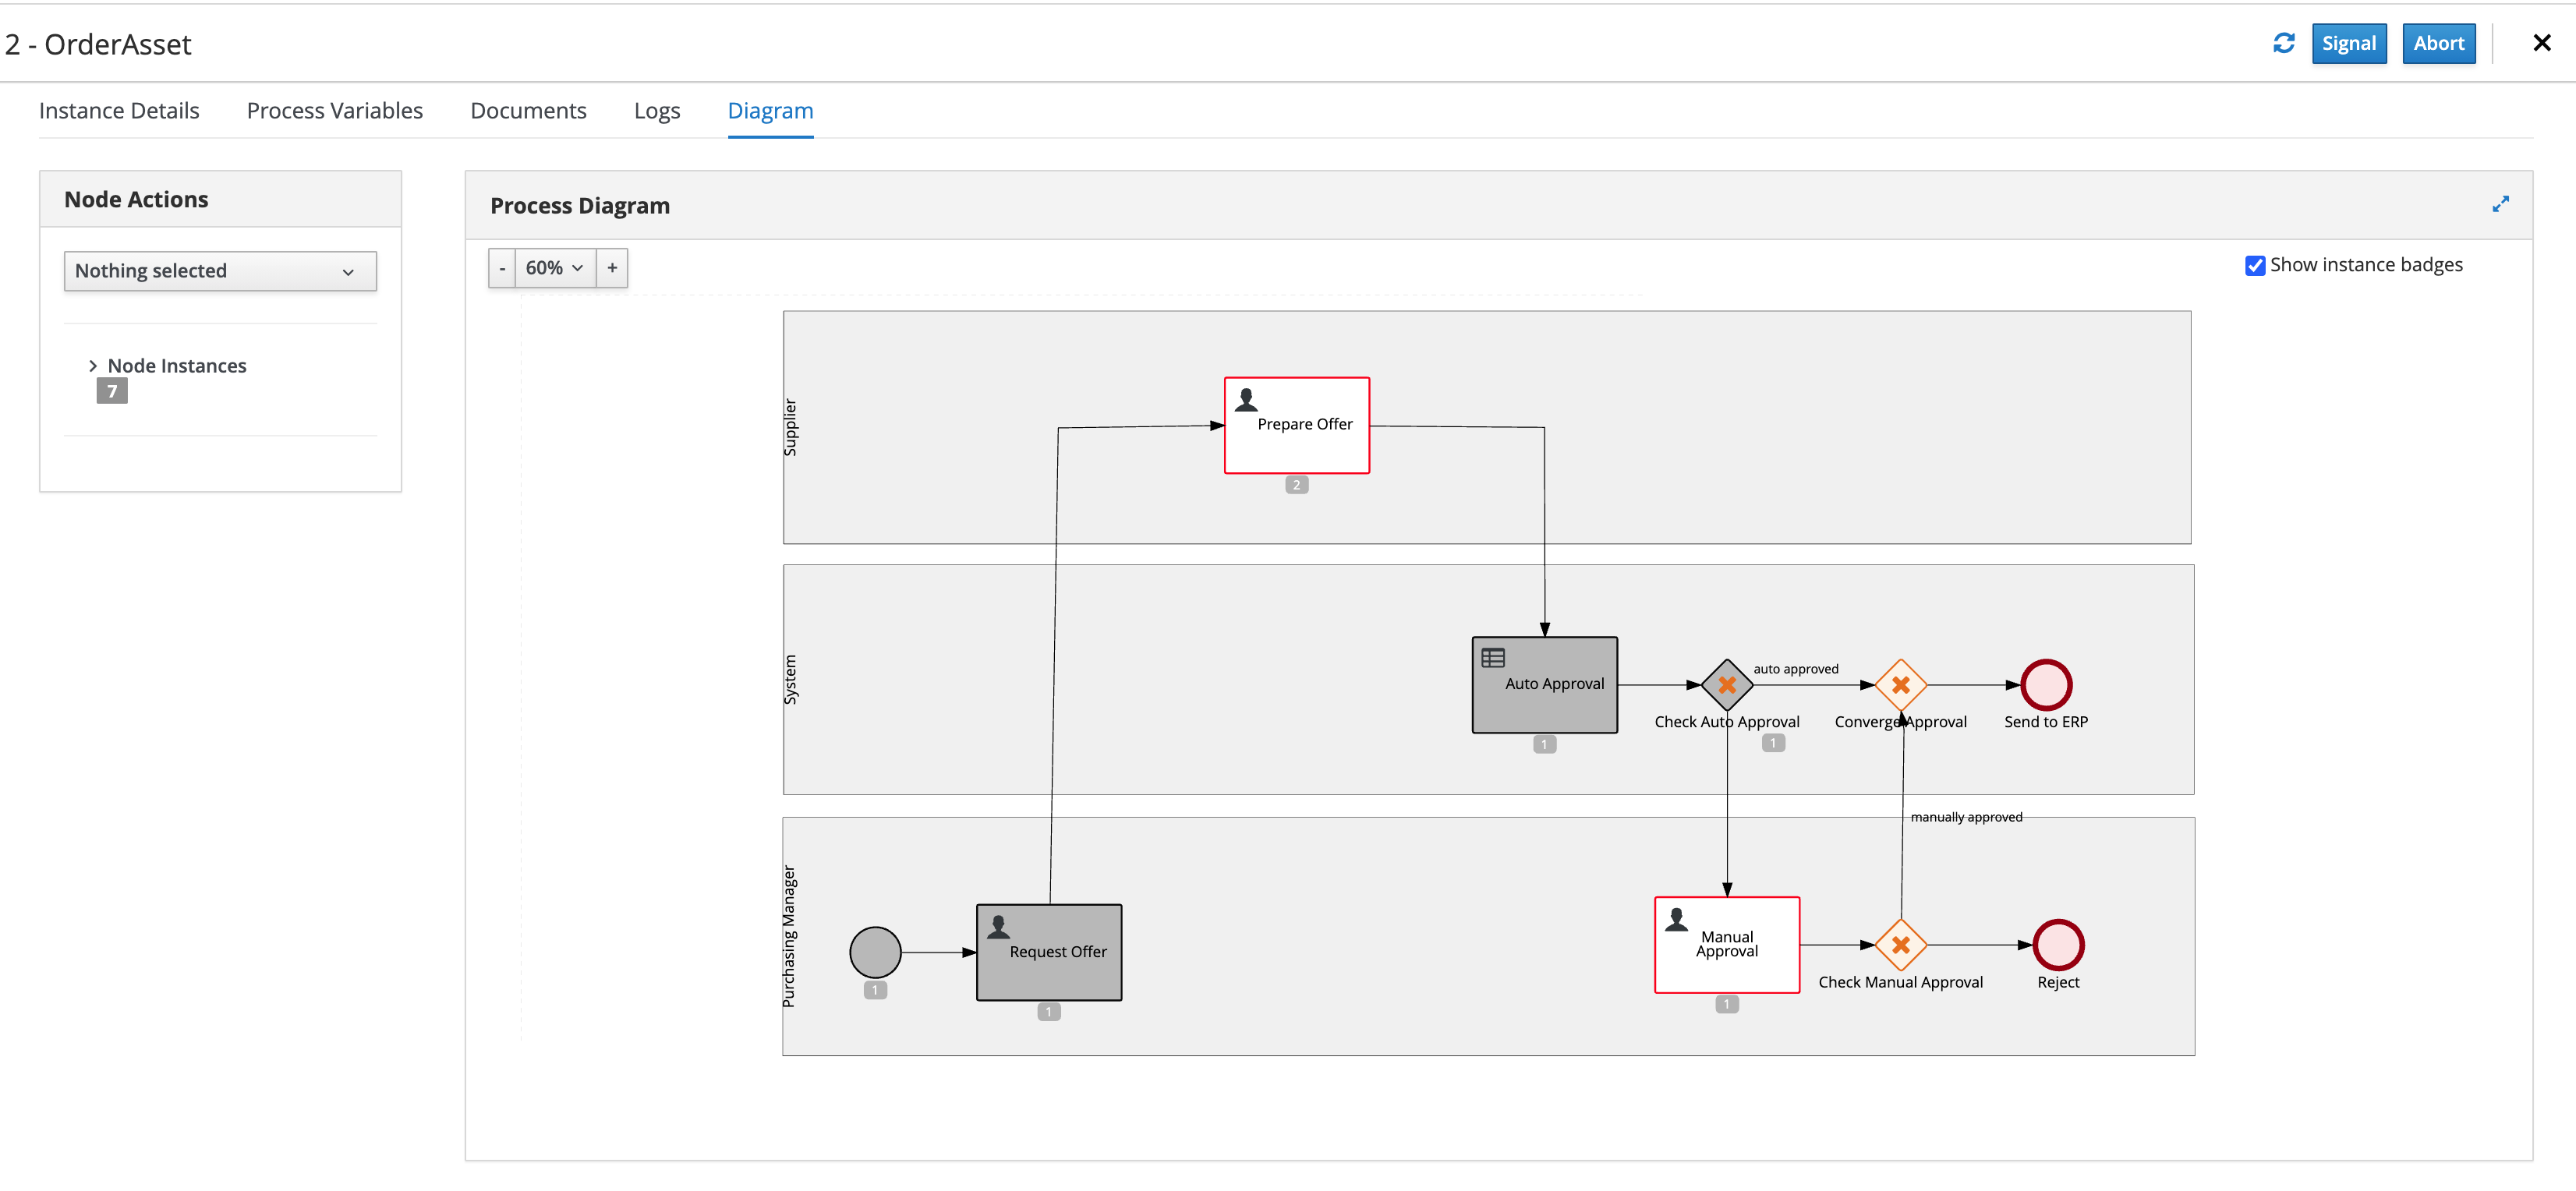 2 - OrderAsset
Signal
Abort
Instance Details
Process Variables
Documents
Logs
Diagram
Node Actions
Nothing selected
Node Instances
7
Process Diagram
- 60% +
Show instance badges
Supplier
Prepare Offer
2
System
Auto Approval
1
Check Auto Approval
1
auto approved
Converge Approval
Send to ERP
manually approved
Purchasing Manager
1
Request Offer
1
Manual
Approval
1
Check Manual Approval
Reject